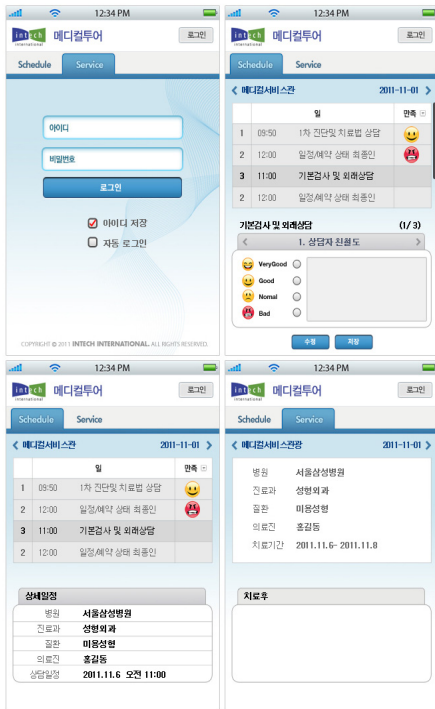 12:34 PM
intech international 메디컬투어 로그인
Schedule Service
아이디
비밀번호
로그인
아이디 저장
자동 로그인
COPYRIGHT © 2011 INTECH INTERNATIONAL. ALL RIGHTS RESERVED.
12:34 PM
intech international 메디컬투어 로그인
Schedule Service
메디컬서비스관 2011-11-01
일 만족
1 09:50 1차 진단및 치료법 상담
2 12:00 일정/예약 상태 최종인
3 11:00 기본검사 및 외래상담
2 12:00 일정/예약 상태 최종인
기본검사 및 외래상담 (1/3)
1. 상담자 친절도
VeryGood
Good
Nomal
Bad
수정 저장
12:34 PM
intech international 메디컬투어 로그인
Schedule Service
메디컬서비스관 2011-11-01
일 만족
1 09:50 1차 진단및 치료법 상담
2 12:00 일정/예약 상태 최종인
3 11:00 기본검사 및 외래상담
2 12:00 일정/예약 상태 최종인
상세일정
병원 서울삼성병원
진료과 성형외과
질환 미용성형
의료진 홍길동
상담일정 2011.11.6 오전 11:00
12:34 PM
intech international 메디컬투어 로그인
Schedule Service
메디컬서비스관광 2011-11-01
병원 서울삼성병원
진료과 성형외과
질환 미용성형
의료진 홍길동
치료기간 2011.11.6- 2011.11.8
치료후